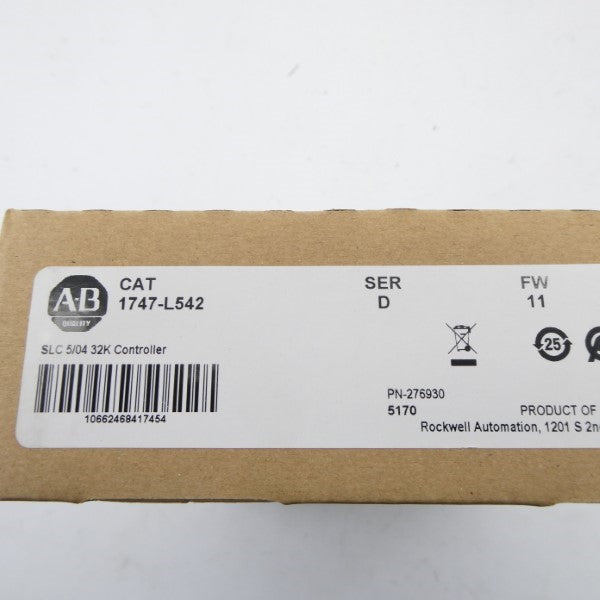 A-B
QUALITY
CAT
1747-L542
SER
D
FW
11
SLC 5/04 32K Controller
10662468417454
25
PN-276930
5170
PRODUCT OF
Rockwell Automation, 1201 S 2n